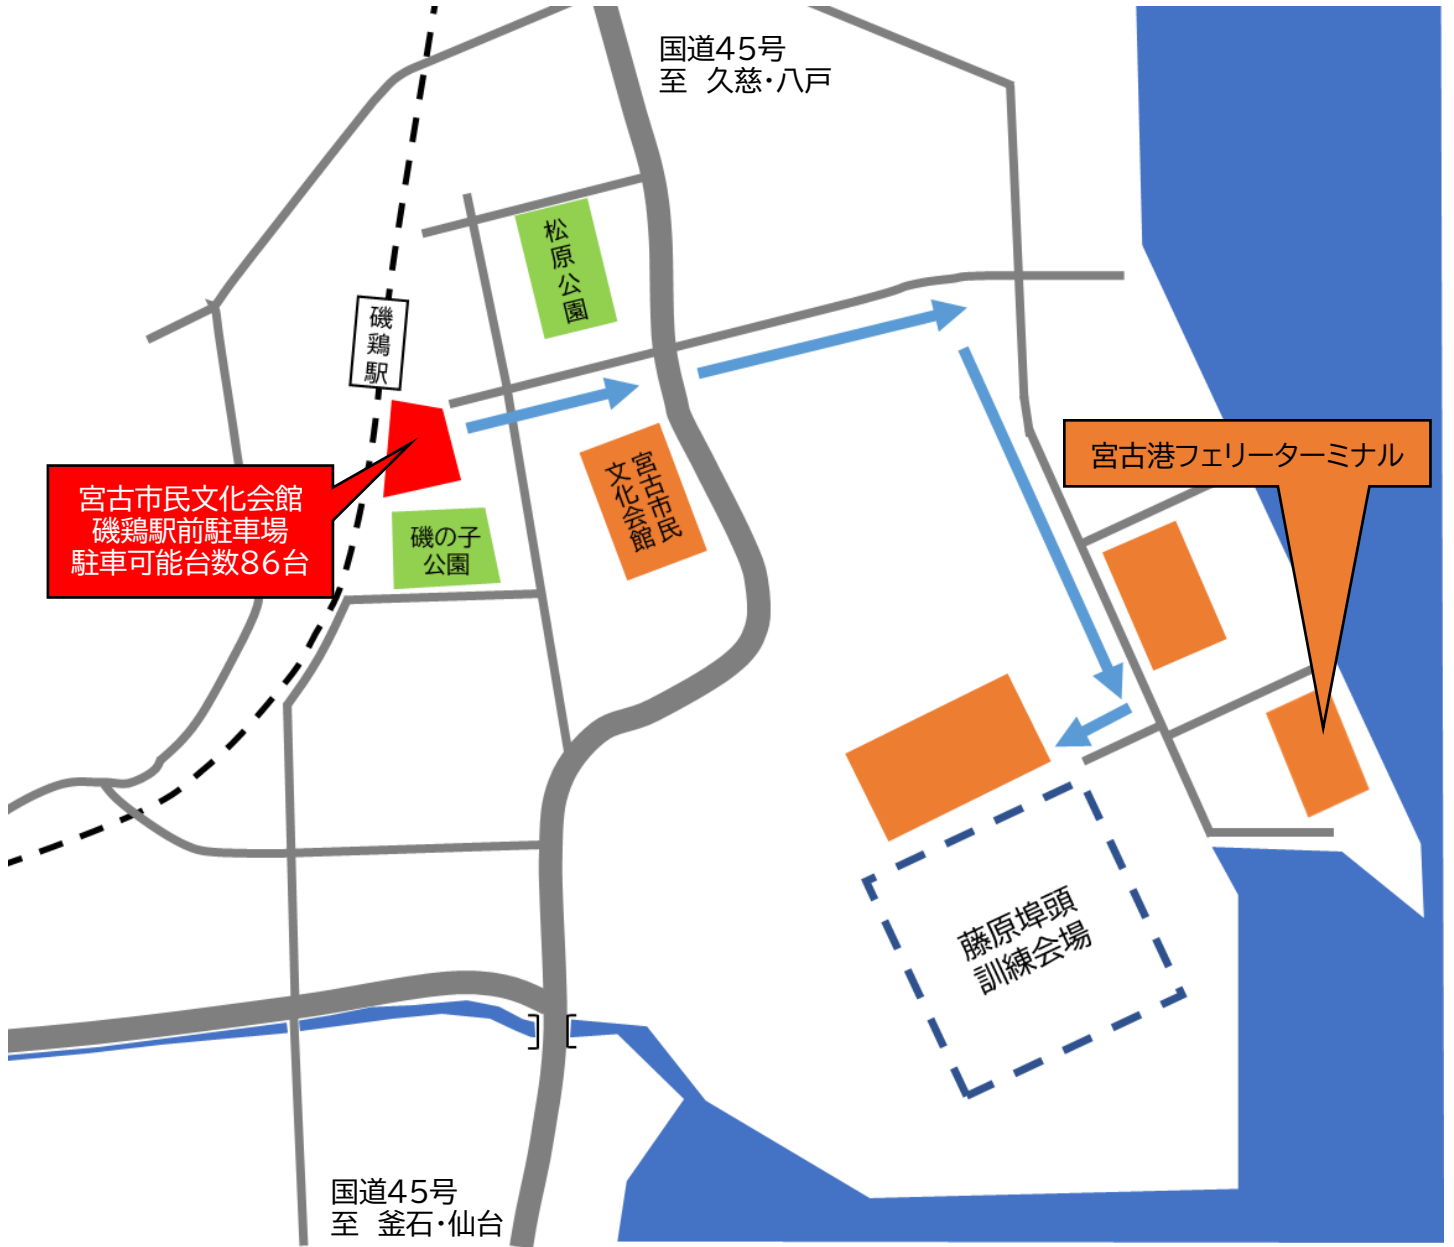 国道45号
至　久慈・八戸
松原公園
磯鶏駅
宮古港フェリーターミナル
宮古市民
文化会館
宮古市民文化会館
磯鶏駅前駐車場
駐車可能台数86台
磯の子
公園
藤原埠頭
訓練会場
国道45号
至　釜石・仙台